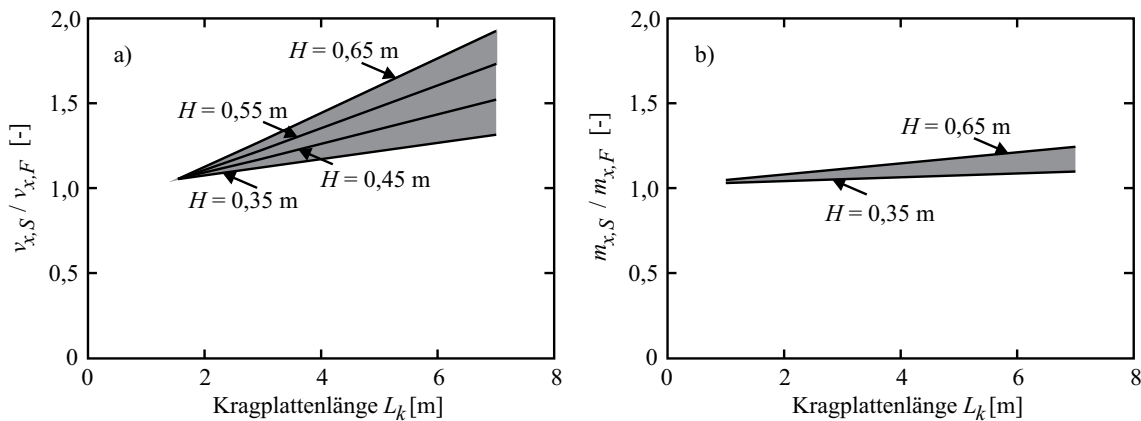 a)
v_{x,S} / v_{x,F} [-]
2,0
1,5
1,0
0,5
0
H = 0,65 m
H = 0,55 m
H = 0,45 m
H = 0,35 m
0 2 4 6 8
Kragplattenlänge L_k [m]
b)
m_{x,S} / m_{x,F} [-]
2,0
1,5
1,0
0,5
0
H = 0,65 m
H = 0,35 m
0 2 4 6 8
Kragplattenlänge L_k [m]